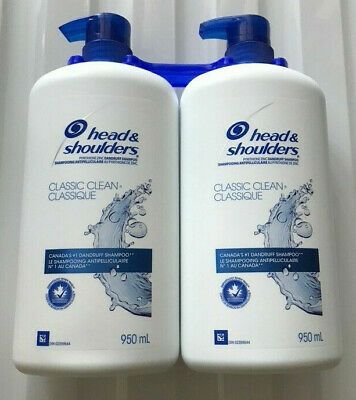 head &
shoulders
PYRITHIONE ZINC DANDRUFF SHAMPOO
SHAMPOOING ANTIPELLICULAIRE AU PYRITHIONE DE ZINC
CLASSIC CLEAN
CLASSIQUE
CANADA'S #1 DANDRUFF SHAMPOO**
LE SHAMPOOING ANTIPELLICULAIRE
N° 1 AU CANADA**
950 mL
head &
shoulders
PYRITHIONE ZINC DANDRUFF SHAMPOO
SHAMPOOING ANTIPELLICULAIRE AU PYRITHIONE DE ZINC
CLASSIC CLEAN
CLASSIQUE
CANADA'S #1 DANDRUFF SHAMPOO**
LE SHAMPOOING ANTIPELLICULAIRE
N° 1 AU CANADA**
950 mL